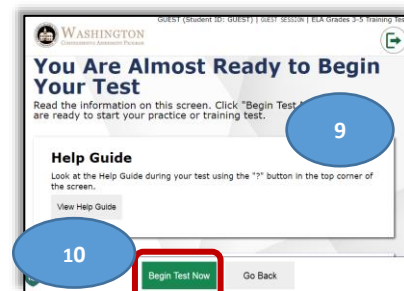 GUEST (Student ID: GUEST) | GUEST SESSION | ELA Grades 3-5 Training Tes
WASHINGTON
COMPREHENSIVE ASSESSMENT PROGRAM
You Are Almost Ready to Begin
Your Test
Read the information on this screen. Click "Begin Test
are ready to start your practice or training test.
9
Help Guide
Look at the Help Guide during your test using the "?" button in the top corner of
the screen.
View Help Guide
10
Begin Test Now
Go Back